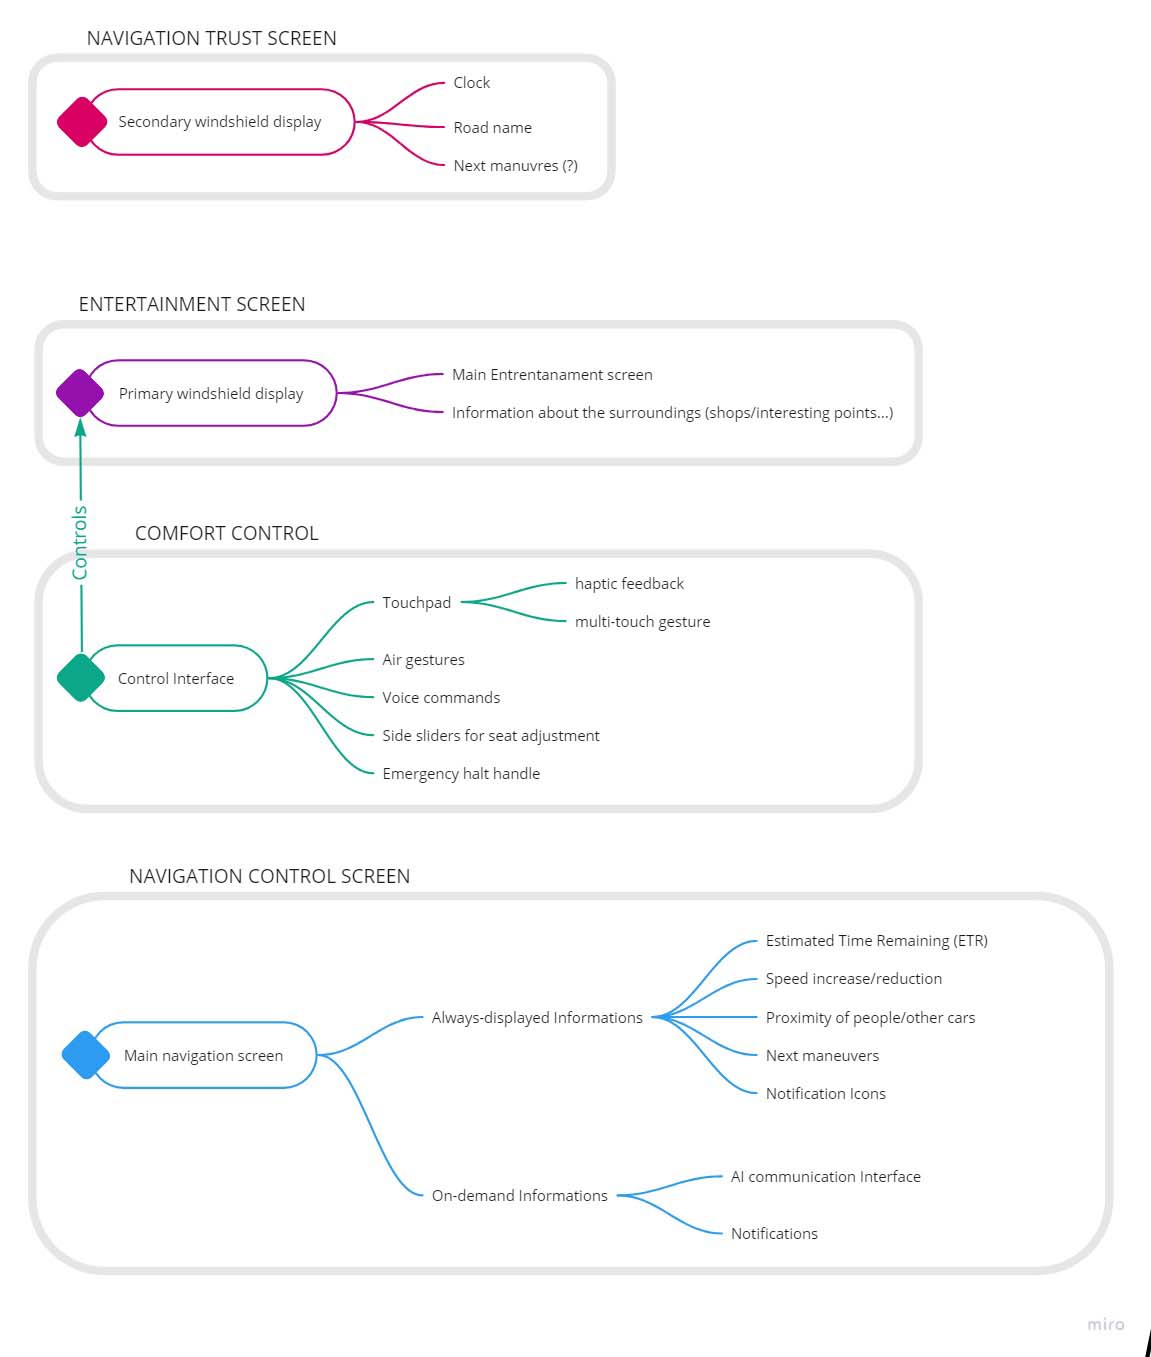 NAVIGATION TRUST SCREEN
Secondary windshield display
Clock
Road name
Next manuvres (?)
ENTERTAINMENT SCREEN
Primary windshield display
Main Entrentanament screen
Information about the surroundings (shops/interesting points...)
Controls
COMFORT CONTROL
Control Interface
Touchpad
haptic feedback
multi-touch gesture
Air gestures
Voice commands
Side sliders for seat adjustment
Emergency halt handle
NAVIGATION CONTROL SCREEN
Main navigation screen
Always-displayed Informations
Estimated Time Remaining (ETR)
Speed increase/reduction
Proximity of people/other cars
Next maneuvers
Notification Icons
On-demand Informations
AI communication Interface
Notifications
miro